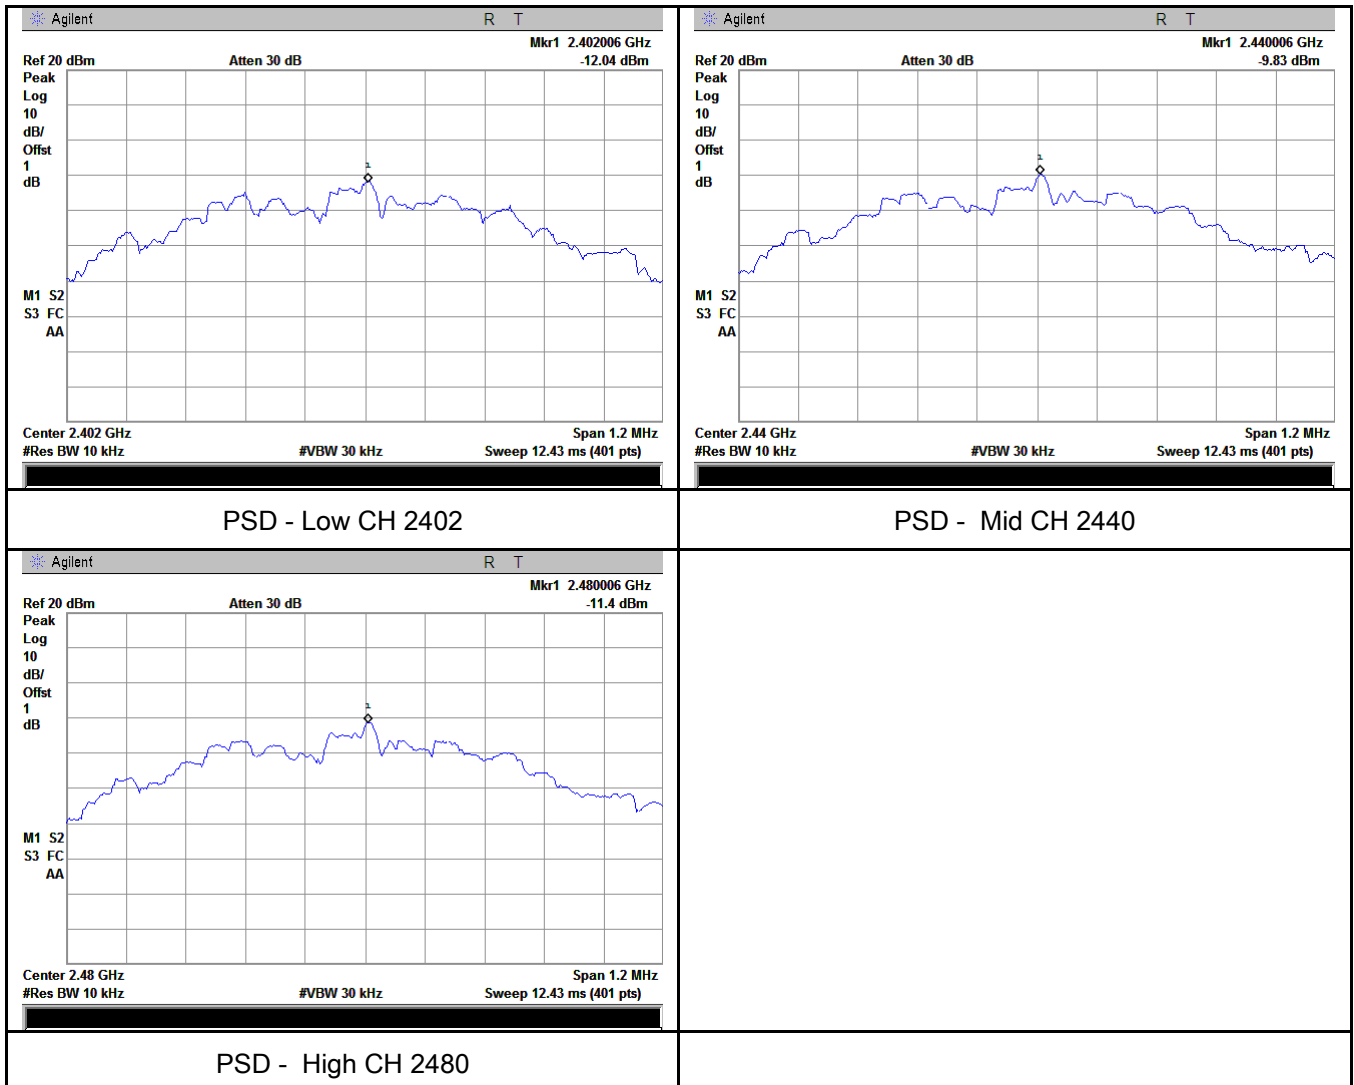 Agilent R T
Mkr1 2.402006 GHz
Ref 20 dBm Atten 30 dB -12.04 dBm
Peak
Log
10
dB/
Offst
1
dB
1
M1 S2
S3 FC
AA
Center 2.402 GHz Span 1.2 MHz
#Res BW 10 kHz #VBW 30 kHz Sweep 12.43 ms (401 pts)
PSD - Low CH 2402
Agilent R T
Mkr1 2.440006 GHz
Ref 20 dBm Atten 30 dB -9.83 dBm
Peak
Log
10
dB/
Offst
1
dB
1
M1 S2
S3 FC
AA
Center 2.44 GHz Span 1.2 MHz
#Res BW 10 kHz #VBW 30 kHz Sweep 12.43 ms (401 pts)
PSD - Mid CH 2440
Agilent R T
Mkr1 2.480006 GHz
Ref 20 dBm Atten 30 dB -11.4 dBm
Peak
Log
10
dB/
Offst
1
dB
1
M1 S2
S3 FC
AA
Center 2.48 GHz Span 1.2 MHz
#Res BW 10 kHz #VBW 30 kHz Sweep 12.43 ms (401 pts)
PSD - High CH 2480